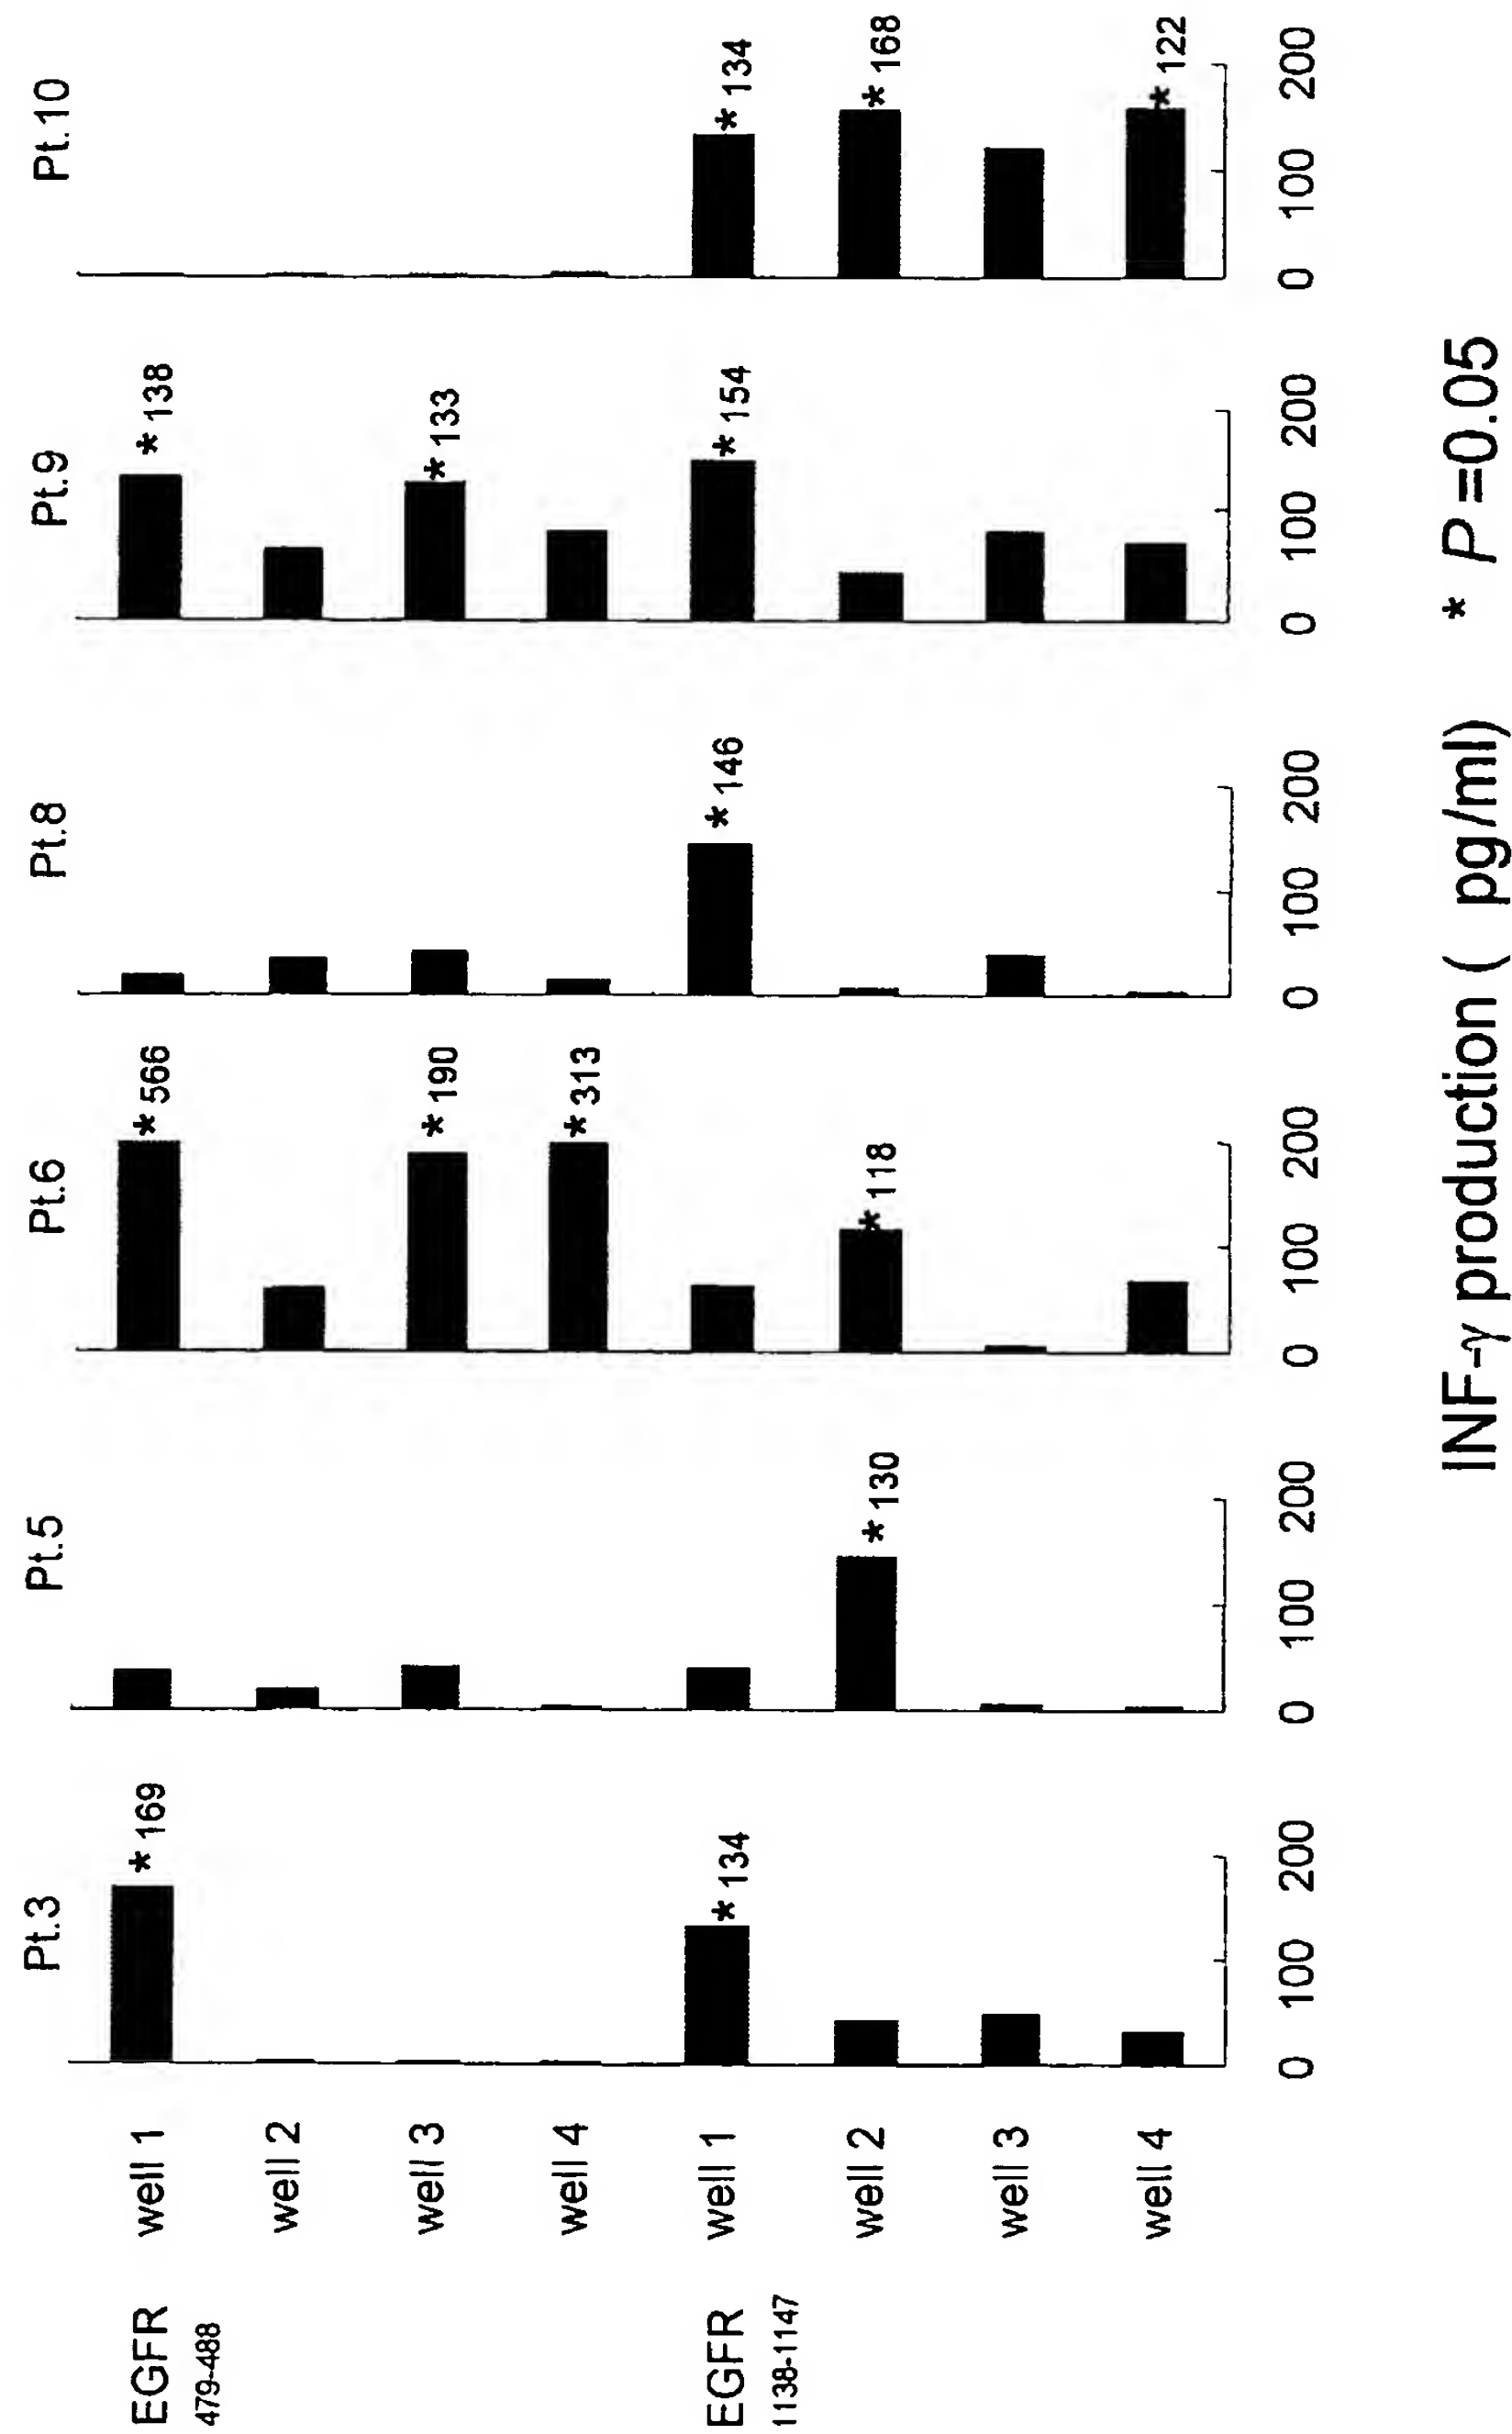 Pt.3 Pt.5 Pt.6 Pt.8 Pt.9 Pt.10
EGFR well 1 *169 *566 *138
479-488
well 2
well 3 *190 *133
well 4 *313
EGFR well 1 *134 *146 *154 *134
1138-1147
well 2 *130 *118 *168
well 3
well 4 *122
0 100 200 0 100 200 0 100 200 0 100 200 0 100 200 0 100 200
INF-γ production ( pg/ml) * P=0.05